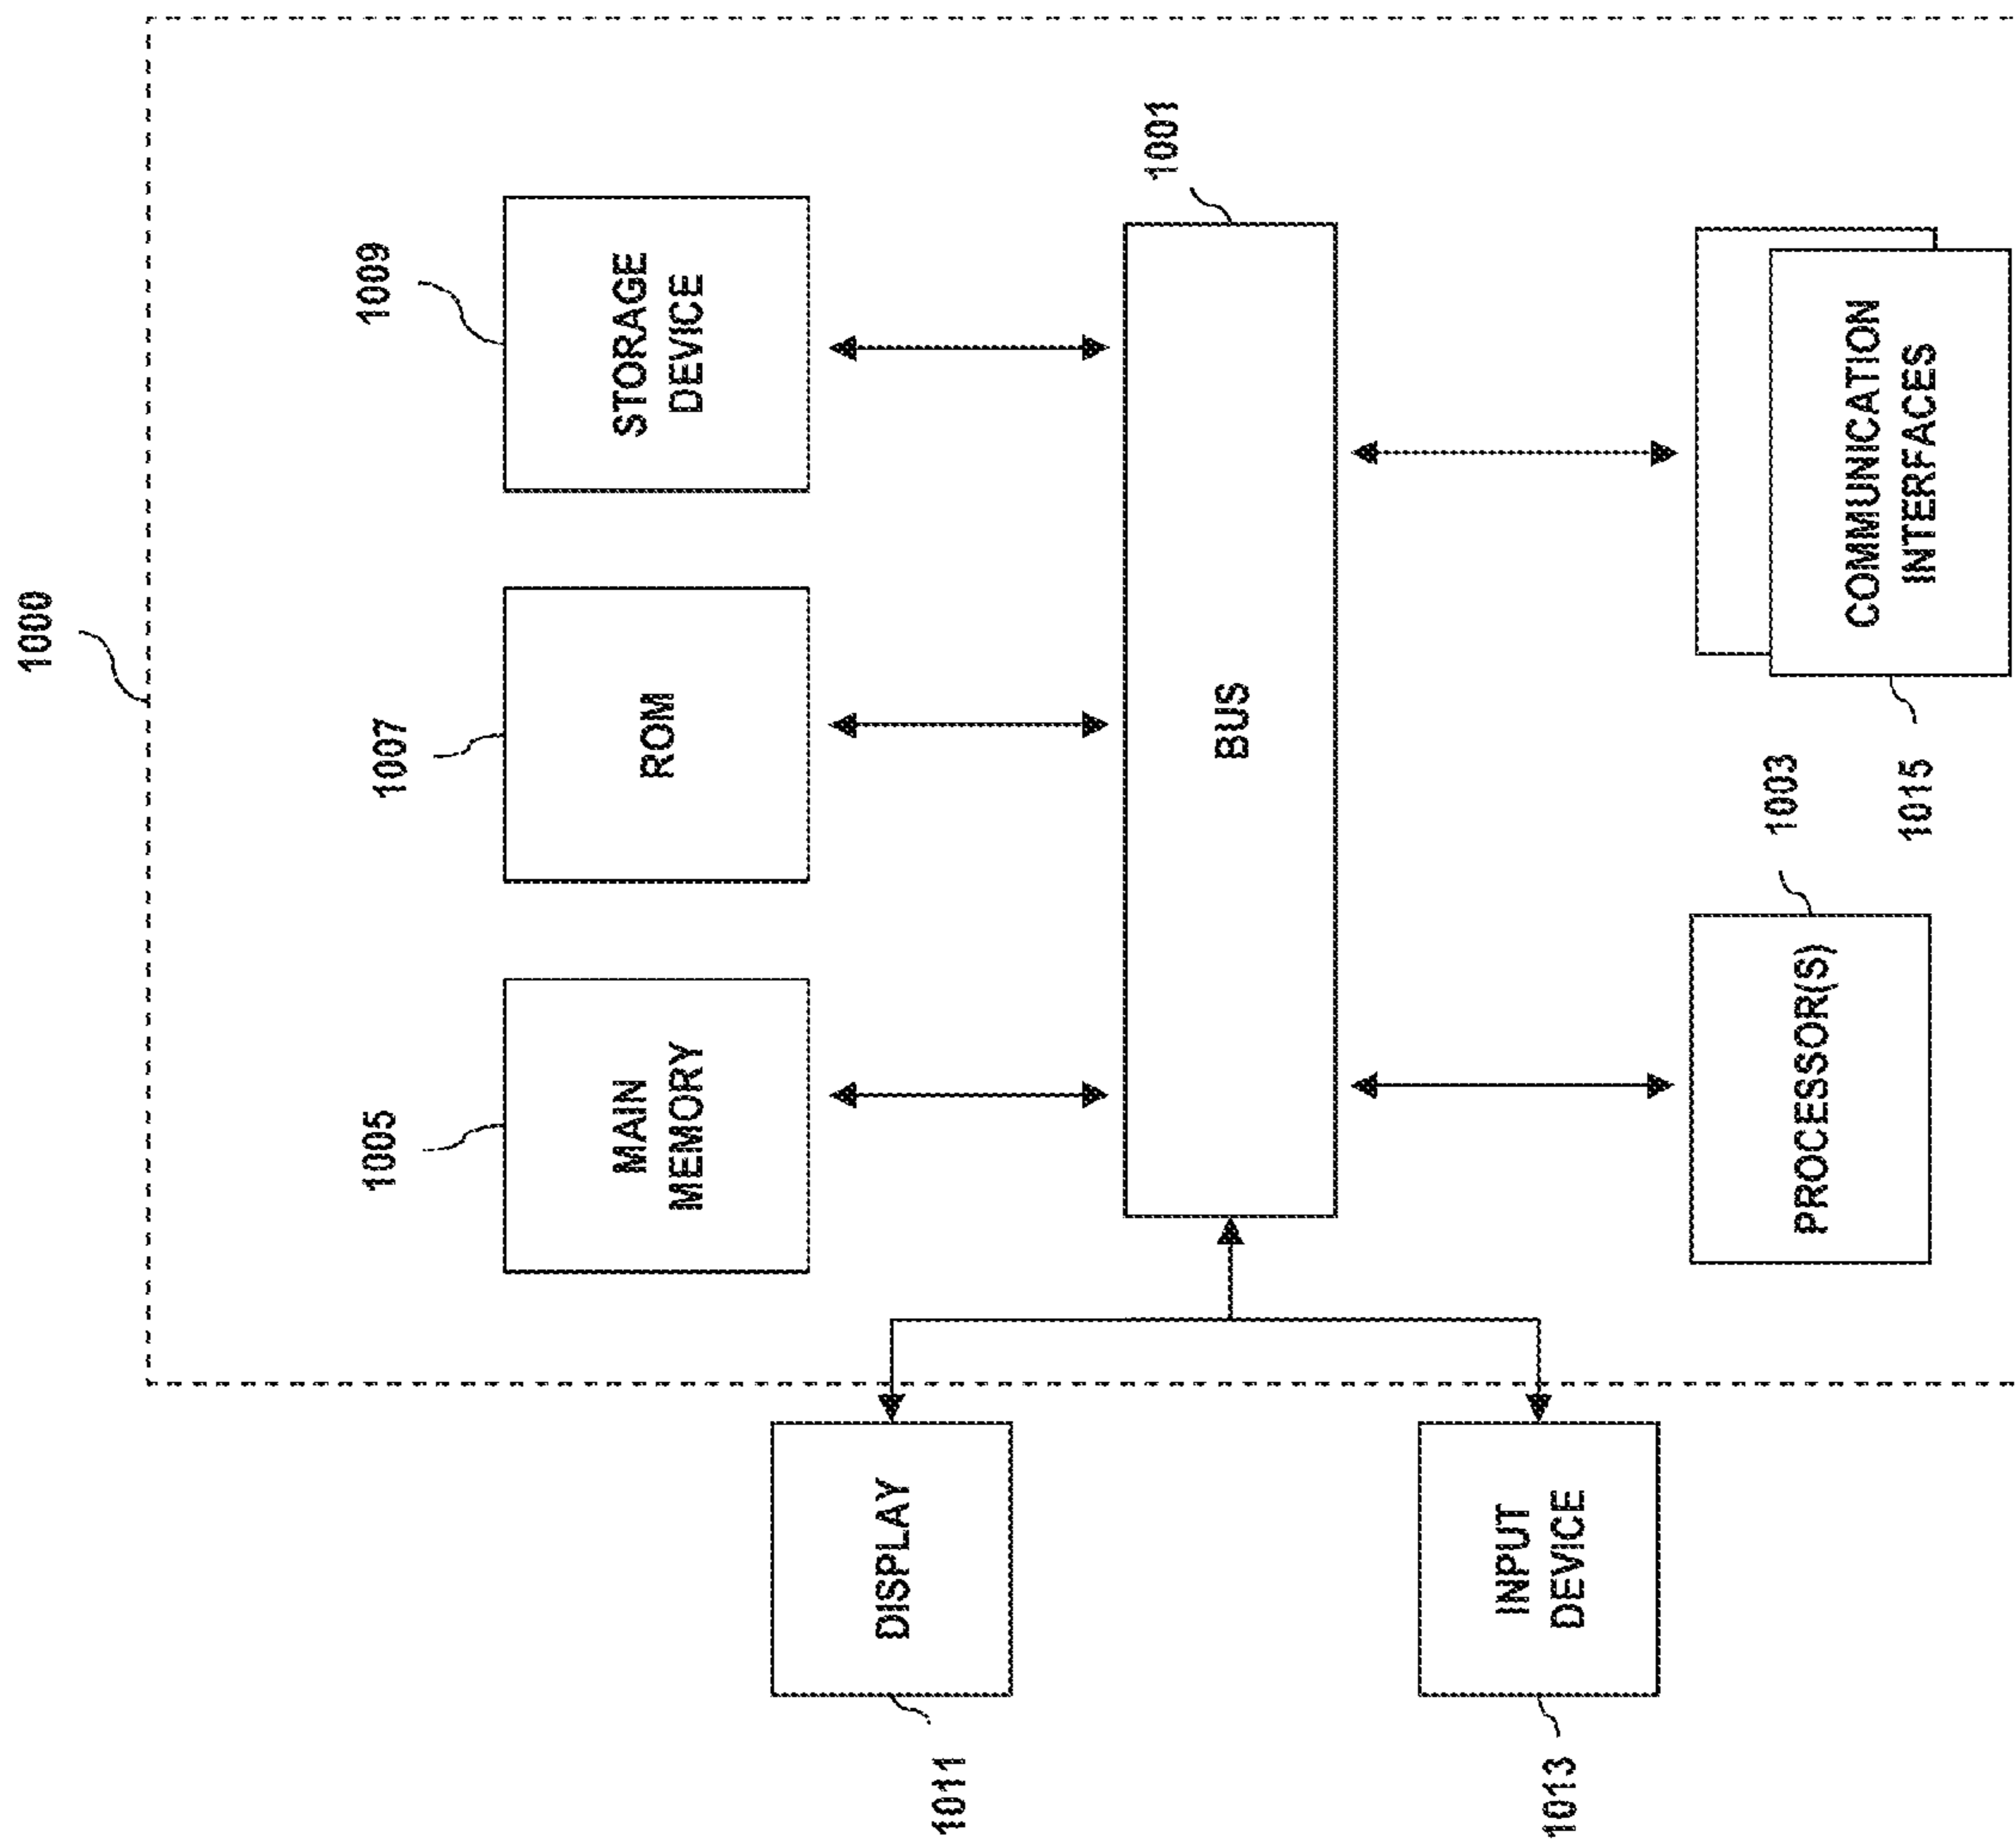 1000
1005
1007
1009
MAIN
MEMORY
ROM
STORAGE
DEVICE
1011
DISPLAY
BUS
1001
1013
INPUT
DEVICE
PROCESSOR(S)
1003
COMMUNICATION
INTERFACES
1015